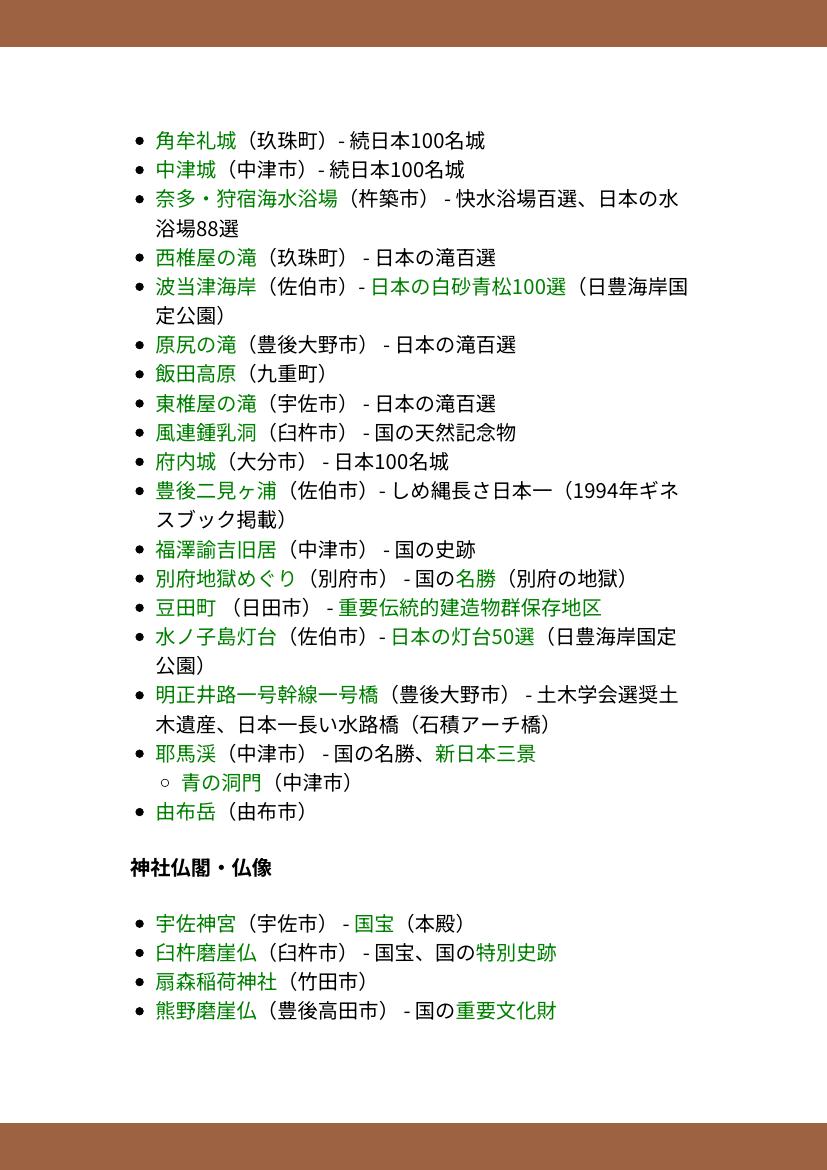 角牟礼城（玖珠町）- 続日本100名城
中津城（中津市）- 続日本100名城
奈多・狩宿海水浴場（杵築市） - 快水浴場百選、日本の水
浴場88選
西椎屋の滝（玖珠町） - 日本の滝百選
波当津海岸（佐伯市）- 日本の白砂青松100選（日豊海岸国
定公園）
原尻の滝（豊後大野市） - 日本の滝百選
飯田高原（九重町）
東椎屋の滝（宇佐市） - 日本の滝百選
風連鍾乳洞（臼杵市） - 国の天然記念物
府内城（大分市） - 日本100名城
豊後二見ヶ浦（佐伯市）- しめ縄長さ日本一（1994年ギネ
スブック掲載）
福澤諭吉旧居（中津市） - 国の史跡
別府地獄めぐり（別府市） - 国の名勝（別府の地獄）
豆田町 （日田市） - 重要伝統的建造物群保存地区
水ノ子島灯台（佐伯市）- 日本の灯台50選（日豊海岸国定
公園）
明正井路一号幹線一号橋（豊後大野市） - 土木学会選奨土
木遺産、日本一長い水路橋（石積アーチ橋）
耶馬渓（中津市） - 国の名勝、新日本三景
青の洞門（中津市）
由布岳（由布市）
神社仏閣・仏像
宇佐神宮（宇佐市） - 国宝（本殿）
臼杵磨崖仏（臼杵市） - 国宝、国の特別史跡
扇森稲荷神社（竹田市）
熊野磨崖仏（豊後高田市） - 国の重要文化財